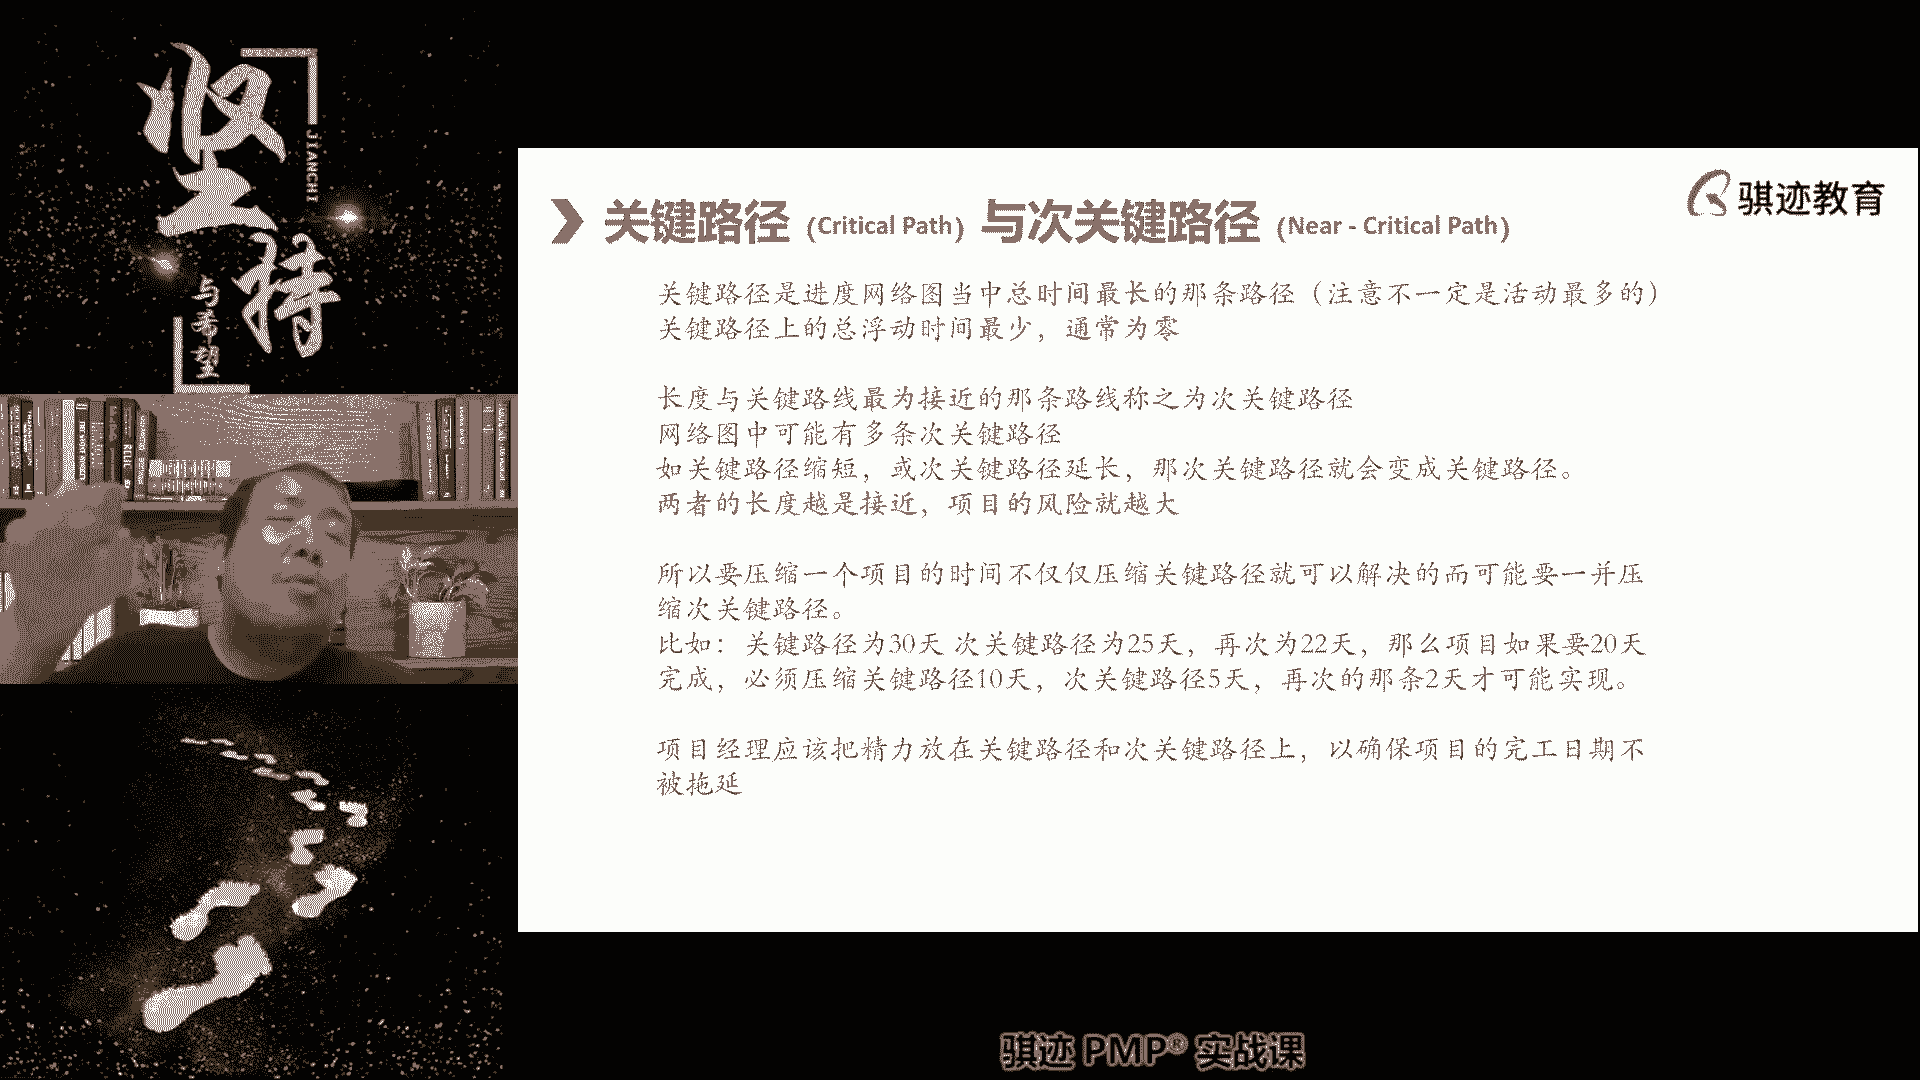 坚持
JIANCHI
与希望
骐迹教育
关键路径 (Critical Path) 与次关键路径 (Near - Critical Path)
关键路径是进度网络图当中总时间最长的那条路径（注意不一定是活动最多的）
关键路径上的总浮动时间最少，通常为零
长度与关键路线最为接近的那条路线称之为次关键路径
网络图中可能有多条次关键路径
如关键路径缩短，或次关键路径延长，那次关键路径就会变成关键路径。
两者的长度越是接近，项目的风险就越大
所以要压缩一个项目的时间不仅仅压缩关键路径就可以解决的而可能要一并压
缩次关键路径。
比如：关键路径为30天 次关键路径为25天，再次为22天，那么项目如果要20天
完成，必须压缩关键路径10天，次关键路径5天，再次的那条2天才可能实现。
项目经理应该把精力放在关键路径和次关键路径上，以确保项目的完工日期不
被拖延
骐迹 PMP® 实战课